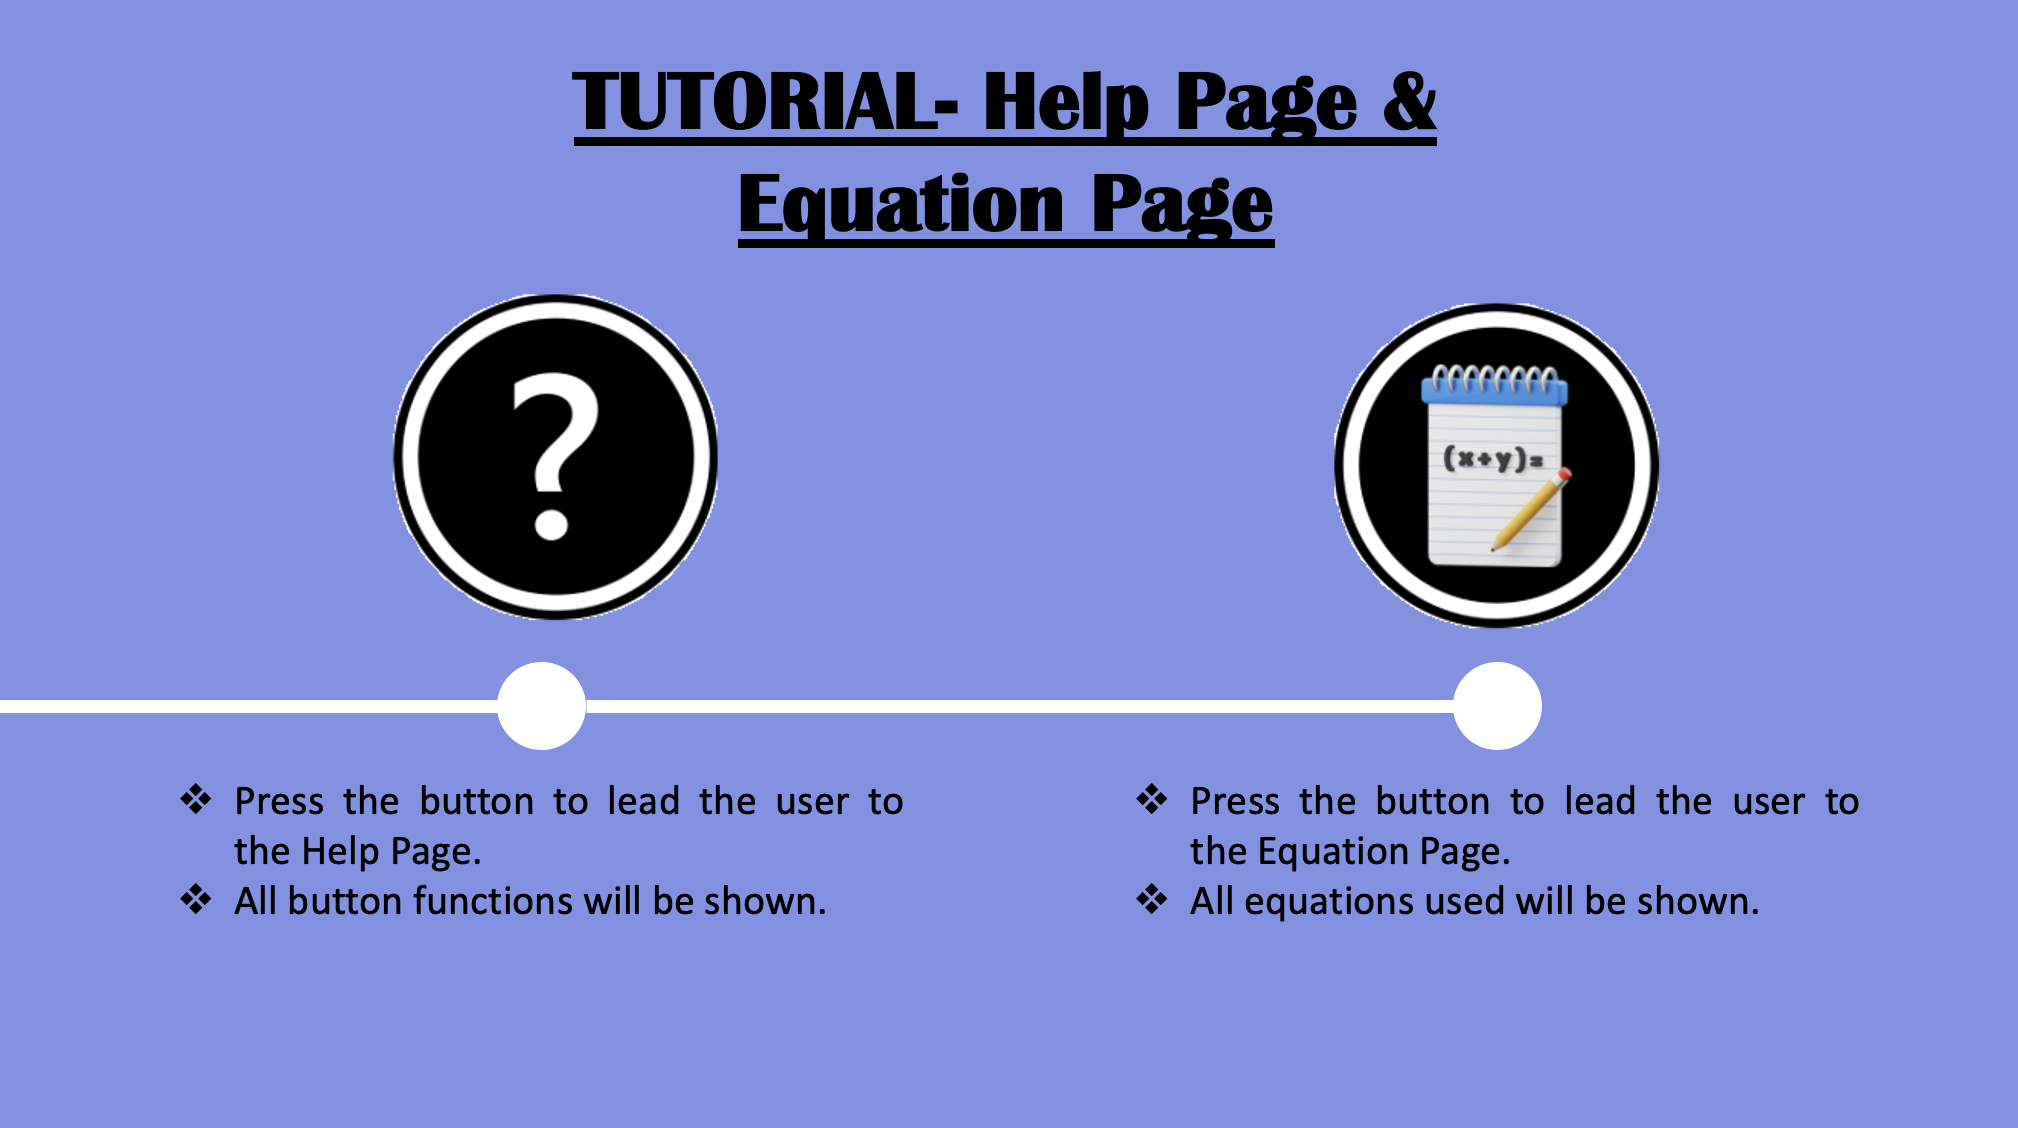 TUTORIAL- Help Page &
Equation Page
?
(x+y)=
❖ Press the button to lead the user to
the Help Page.
❖ All button functions will be shown.
❖ Press the button to lead the user to
the Equation Page.
❖ All equations used will be shown.